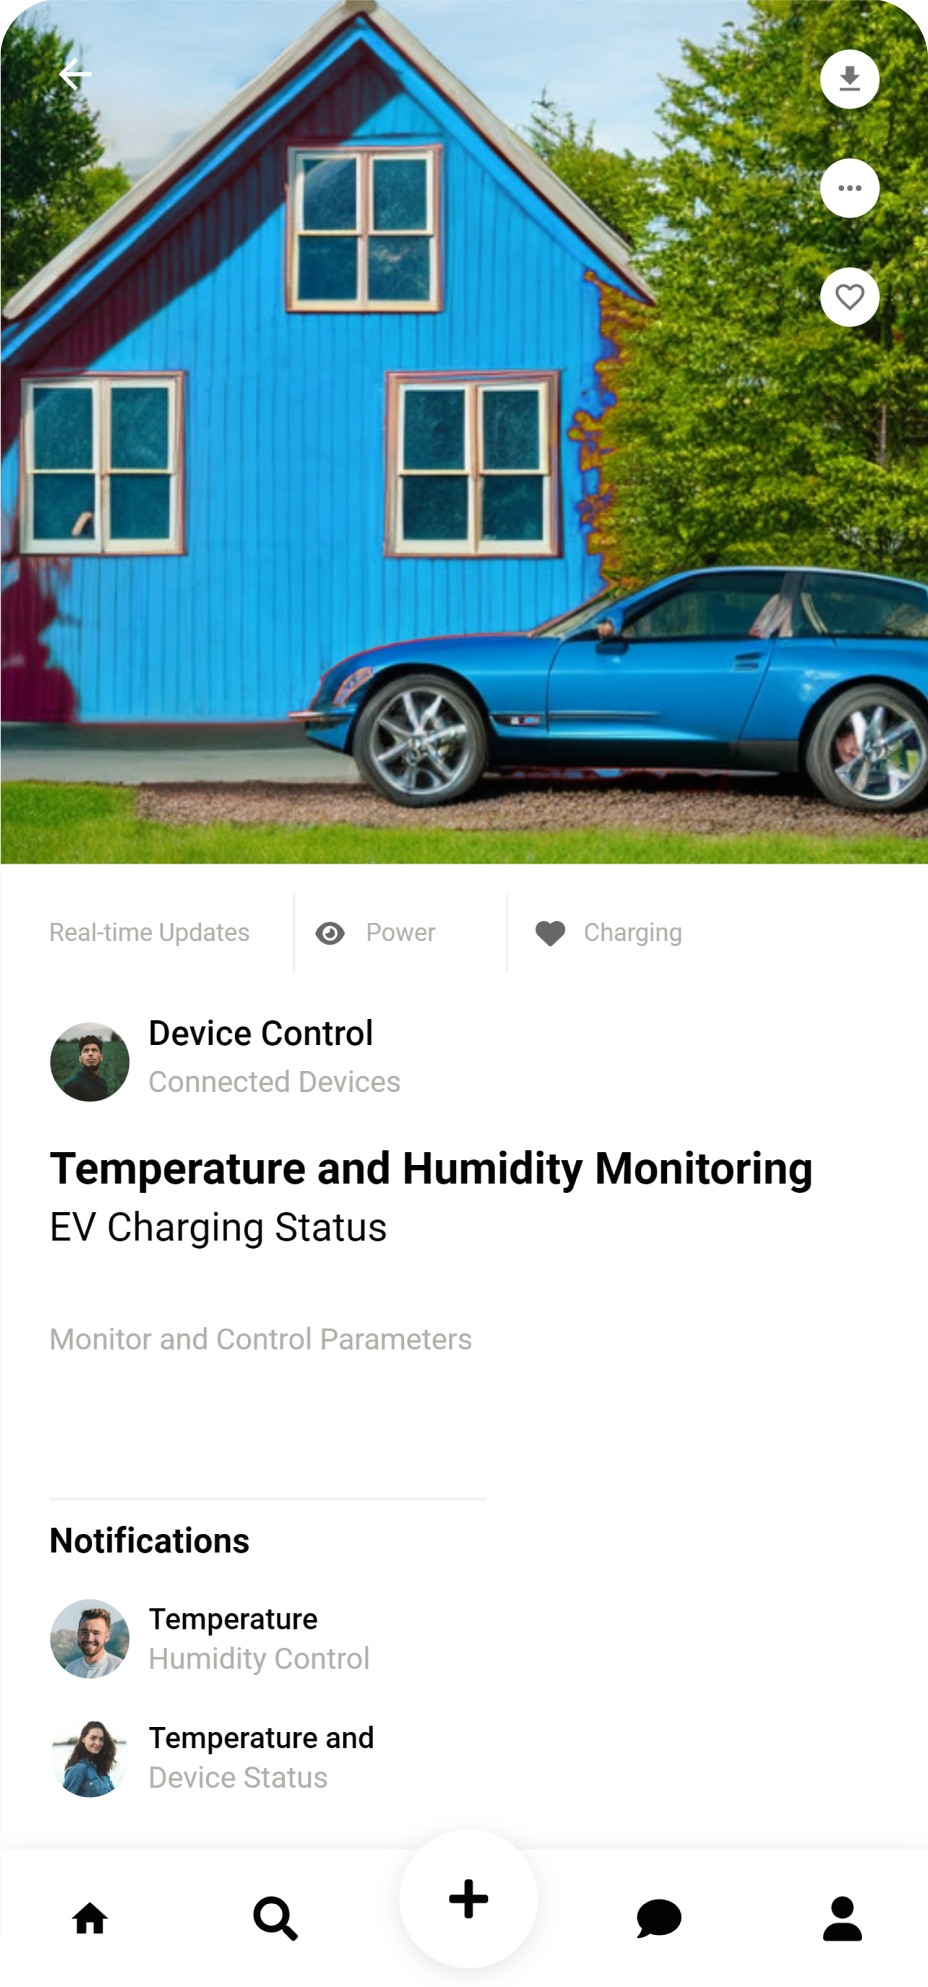 Real-time Updates
Power
Charging
Device Control
Connected Devices
Temperature and Humidity Monitoring
EV Charging Status
Monitor and Control Parameters
Notifications
Temperature
Humidity Control
Temperature and
Device Status